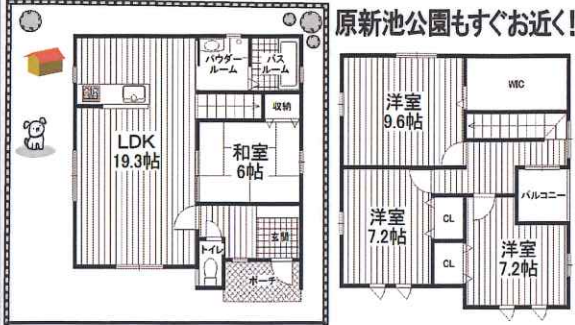 原新池公園もすぐお近く!
パウダー
ルーム
バス
ルーム
収納
LDK
19.3帖
和室
6帖
玄関
トイレ
ポーチ
洋室
9.6帖
WIC
バルコニー
洋室
7.2帖
CL
CL
洋室
7.2帖